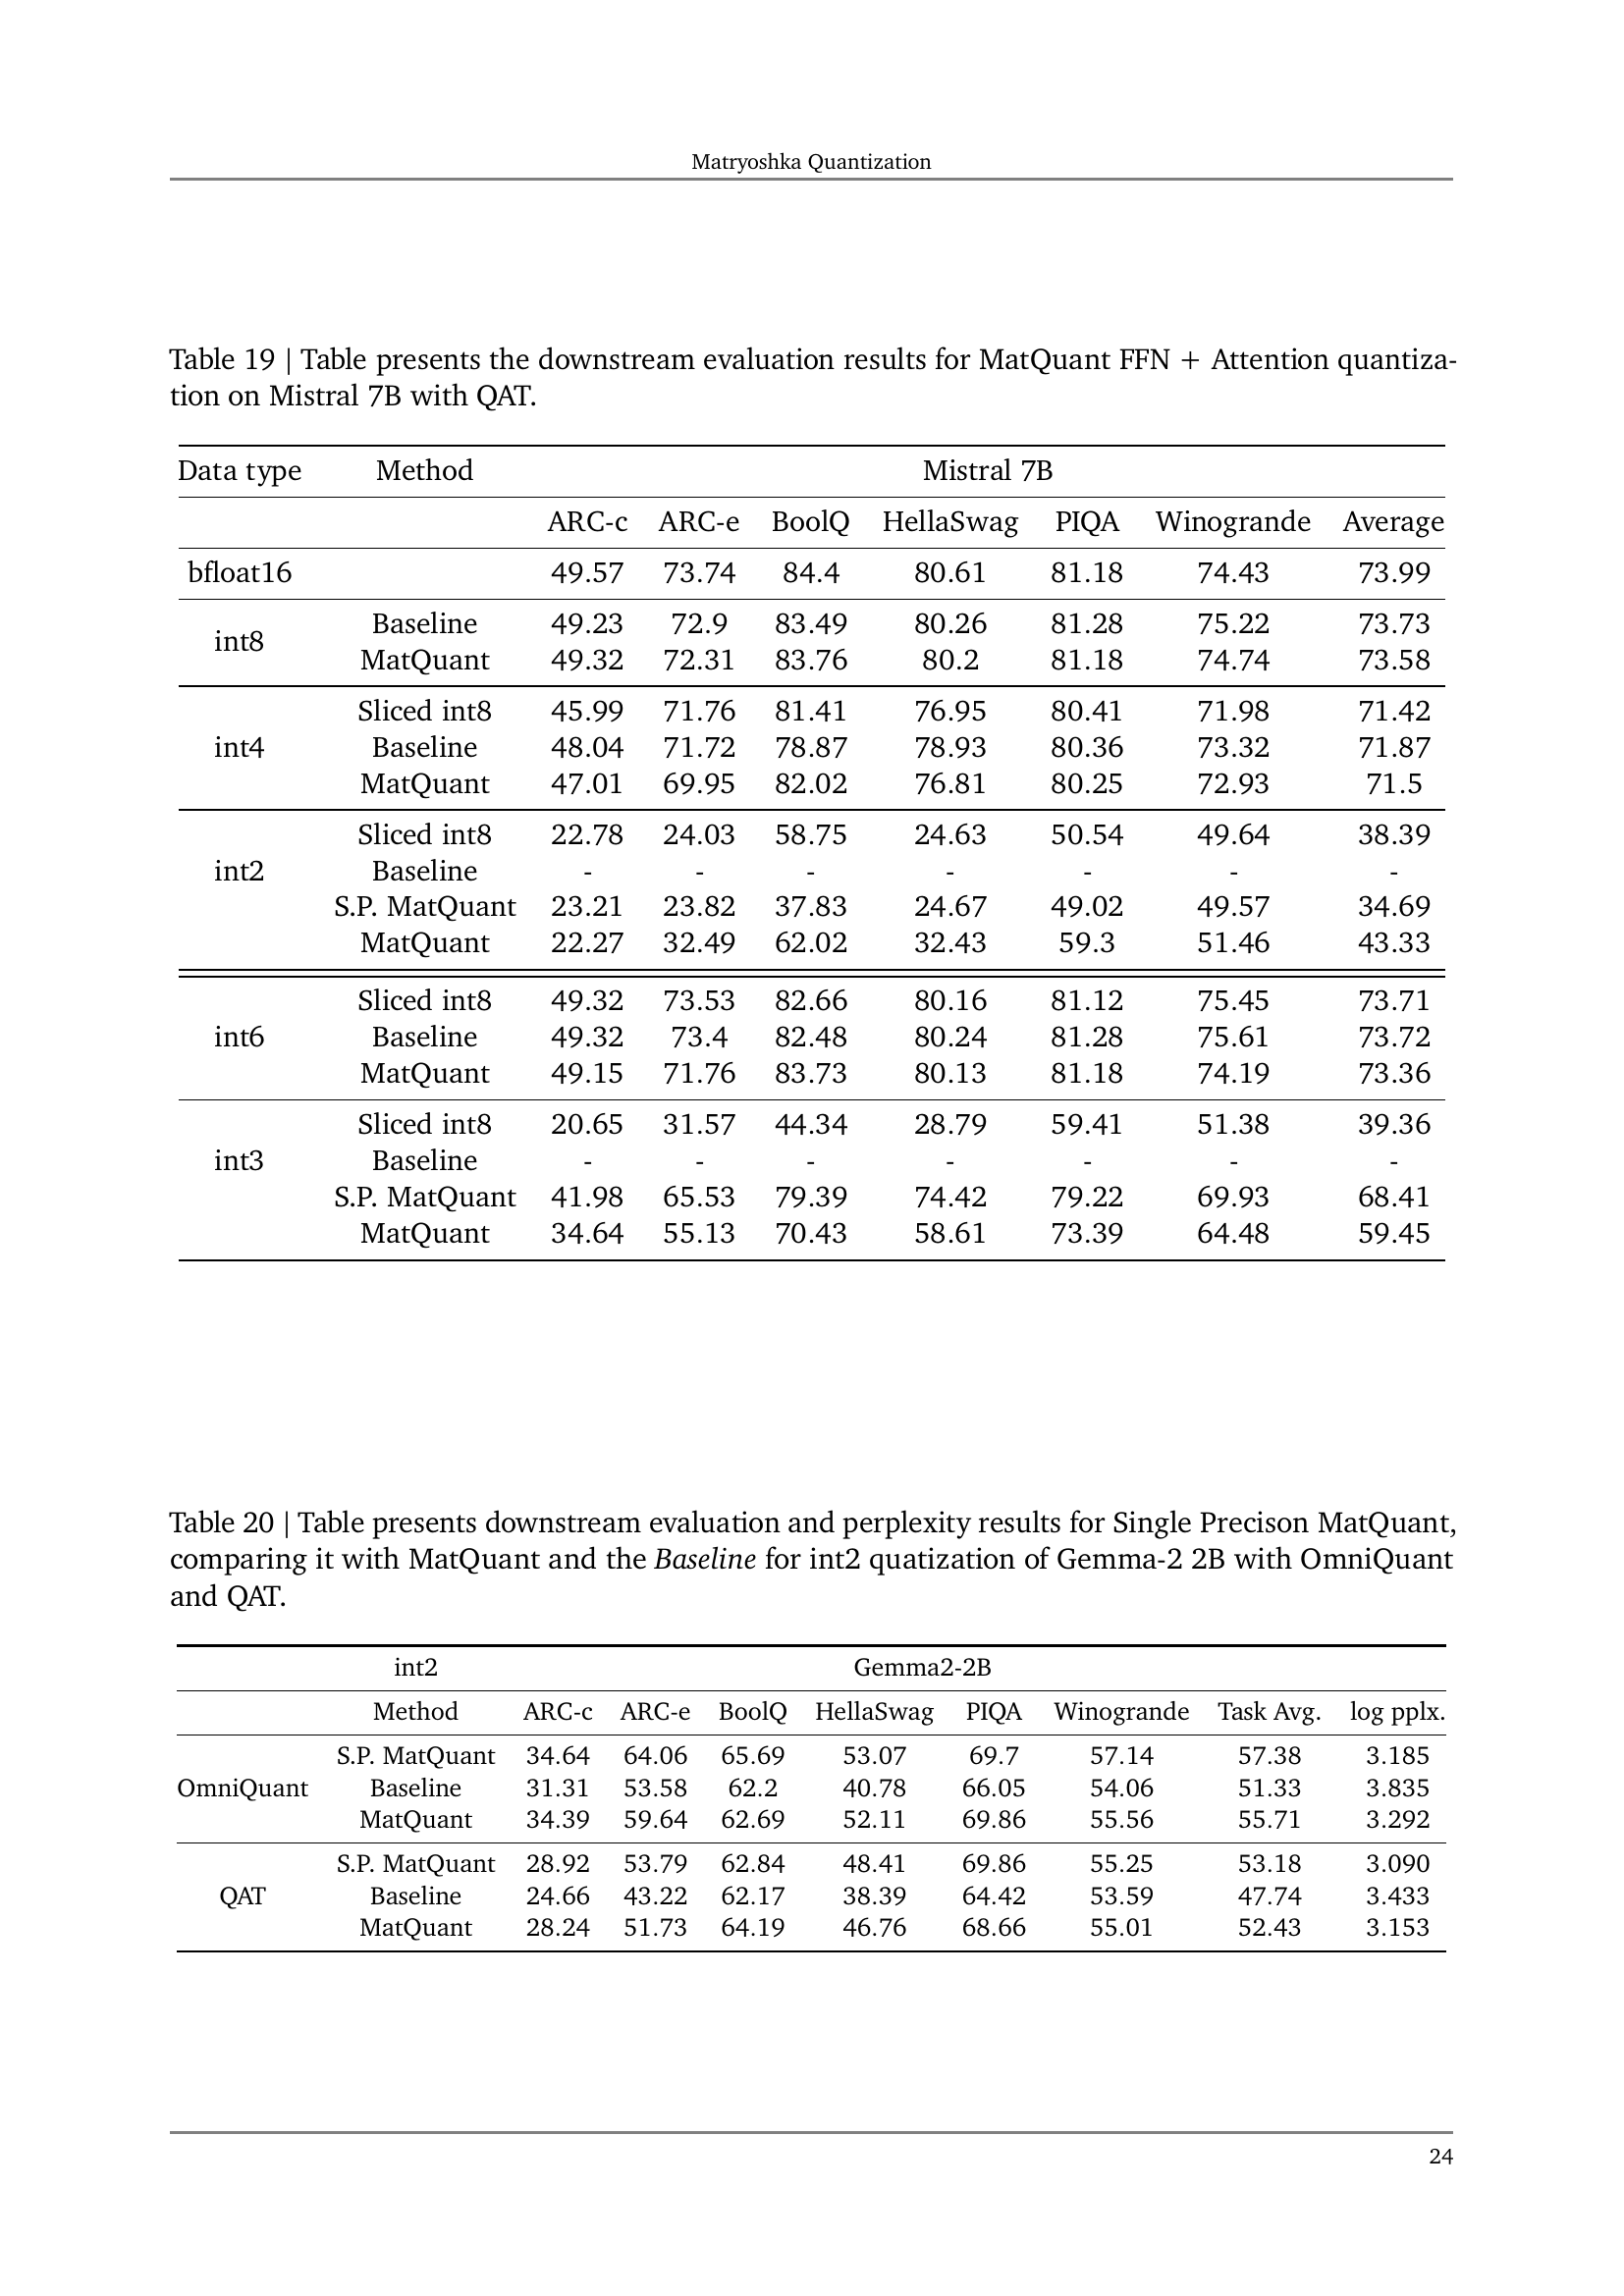 Matryoshka Quantization
Table 19 | Table presents the downstream evaluation results for MatQuant FFN + Attention quantiza-
tion on Mistral 7B with QAT.
Data type Method Mistral 7B
ARC-c ARC-e BoolQ HellaSwag PIQA Winogrande Average
bfloat16 49.57 73.74 84.4 80.61 81.18 74.43 73.99
Baseline 49.23 72.9 83.49 80.26 81.28 75.22 73.73
int8
MatQuant 49.32 72.31 83.76 80.2 81.18 74.74 73.58
Sliced int8 45.99 71.76 81.41 76.95 80.41 71.98 71.42
int4 Baseline 48.04 71.72 78.87 78.93 80.36 73.32 71.87
MatQuant 47.01 69.95 82.02 76.81 80.25 72.93 71.5
Sliced int8 22.78 24.03 58.75 24.63 50.54 49.64 38.39
int2 Baseline - - - - - - -
S.P. MatQuant 23.21 23.82 37.83 24.67 49.02 49.57 34.69
MatQuant 22.27 32.49 62.02 32.43 59.3 51.46 43.33
Sliced int8 49.32 73.53 82.66 80.16 81.12 75.45 73.71
int6 Baseline 49.32 73.4 82.48 80.24 81.28 75.61 73.72
MatQuant 49.15 71.76 83.73 80.13 81.18 74.19 73.36
Sliced int8 20.65 31.57 44.34 28.79 59.41 51.38 39.36
int3 Baseline - - - - - - -
S.P. MatQuant 41.98 65.53 79.39 74.42 79.22 69.93 68.41
MatQuant 34.64 55.13 70.43 58.61 73.39 64.48 59.45
Table 20 | Table presents downstream evaluation and perplexity results for Single Precison MatQuant,
comparing it with MatQuant and the Baseline for int2 quatization of Gemma-2 2B with OmniQuant
and QAT.
int2 Gemma2-2B
Method ARC-c ARC-e BoolQ HellaSwag PIQA Winogrande Task Avg. log pplx.
S.P. MatQuant 34.64 64.06 65.69 53.07 69.7 57.14 57.38 3.185
OmniQuant Baseline 31.31 53.58 62.2 40.78 66.05 54.06 51.33 3.835
MatQuant 34.39 59.64 62.69 52.11 69.86 55.56 55.71 3.292
S.P. MatQuant 28.92 53.79 62.84 48.41 69.86 55.25 53.18 3.090
QAT Baseline 24.66 43.22 62.17 38.39 64.42 53.59 47.74 3.433
MatQuant 28.24 51.73 64.19 46.76 68.66 55.01 52.43 3.153
24